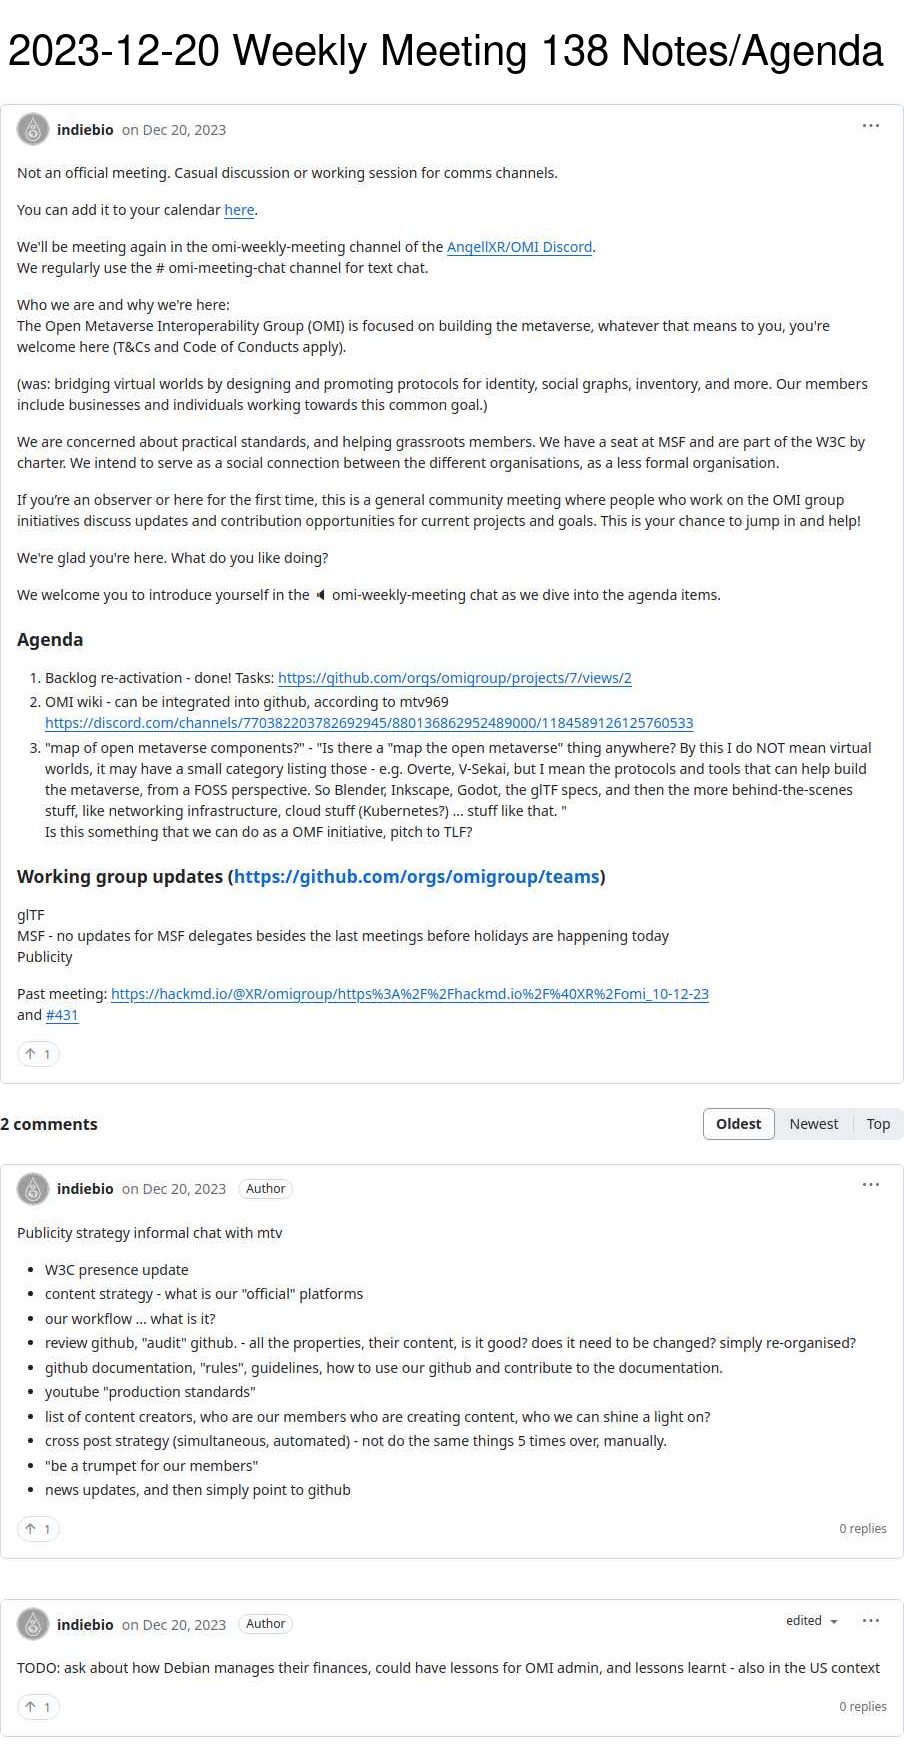 2023-12-20 Weekly Meeting 138 Notes/Agenda
indiebio on Dec 20, 2023
Not an official meeting. Casual discussion or working session for comms channels.
You can add it to your calendar here.
We'll be meeting again in the omi-weekly-meeting channel of the AngellXR/OMI Discord.
We regularly use the # omi-meeting-chat channel for text chat.
Who we are and why we're here:
The Open Metaverse Interoperability Group (OMI) is focused on building the metaverse, whatever that means to you, you're
welcome here (T&Cs and Code of Conducts apply).
(was: bridging virtual worlds by designing and promoting protocols for identity, social graphs, inventory, and more. Our members
include businesses and individuals working towards this common goal.)
We are concerned about practical standards, and helping grassroots members. We have a seat at MSF and are part of the W3C by
charter. We intend to serve as a social connection between the different organisations, as a less formal organisation.
If you’re an observer or here for the first time, this is a general community meeting where people who work on the OMI group
initiatives discuss updates and contribution opportunities for current projects and goals. This is your chance to jump in and help!
We're glad you're here. What do you like doing?
We welcome you to introduce yourself in the 🔈 omi-weekly-meeting chat as we dive into the agenda items.
Agenda
1. Backlog re-activation - done! Tasks: https://github.com/orgs/omigroup/projects/7/views/2
2. OMI wiki - can be integrated into github, according to mtv969
https://discord.com/channels/770382203782692945/880136862952489000/1184589126125760533
3. "map of open metaverse components?" - "Is there a "map the open metaverse" thing anywhere? By this I do NOT mean virtual
worlds, it may have a small category listing those - e.g. Overte, V-Sekai, but I mean the protocols and tools that can help build
the metaverse, from a FOSS perspective. So Blender, Inkscape, Godot, the glTF specs, and then the more behind-the-scenes
stuff, like networking infrastructure, cloud stuff (Kubernetes?) ... stuff like that. "
Is this something that we can do as a OMF initiative, pitch to TLF?
Working group updates (https://github.com/orgs/omigroup/teams)
glTF
MSF - no updates for MSF delegates besides the last meetings before holidays are happening today
Publicity
Past meeting: https://hackmd.io/@XR/omigroup/https%3A%2F%2Fhackmd.io%2F%40XR%2Fomi_10-12-23
and #431
↑ 1
2 comments
Oldest Newest Top
indiebio on Dec 20, 2023 Author
Publicity strategy informal chat with mtv
• W3C presence update
• content strategy - what is our "official" platforms
• our workflow ... what is it?
• review github, "audit" github. - all the properties, their content, is it good? does it need to be changed? simply re-organised?
• github documentation, "rules", guidelines, how to use our github and contribute to the documentation.
• youtube "production standards"
• list of content creators, who are our members who are creating content, who we can shine a light on?
• cross post strategy (simultaneous, automated) - not do the same things 5 times over, manually.
• "be a trumpet for our members"
• news updates, and then simply point to github
↑ 1 0 replies
indiebio on Dec 20, 2023 Author edited
TODO: ask about how Debian manages their finances, could have lessons for OMI admin, and lessons learnt - also in the US context
↑ 1 0 replies